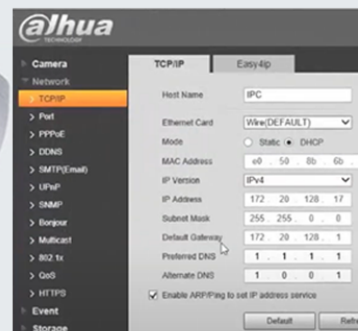 alhua
TECHNOLOGY
Camera
Network
> TCP/IP
> Port
> PPPoE
> DDNS
> SMTP(Email)
> UPnP
> SNMP
> Bonjour
> Multicast
> 802.1x
> QoS
> HTTPS
Event
Storage
TCP/IP Easy4ip
Host Name IPC
Ethernet Card Wire(DEFAULT)
Mode Static DHCP
MAC Address e0 . 50 . 8b . 6b .
IP Version IPv4
IP Address 172 . 20 . 128 . 17
Subnet Mask 255 . 255 . 0 . 0
Default Gateway 172 . 20 . 128 . 1
Preferred DNS 1 . 1 . 1 . 1
Alternate DNS 1 . 0 . 0 . 1
Enable ARP/Ping to set IP address service
Default Refr